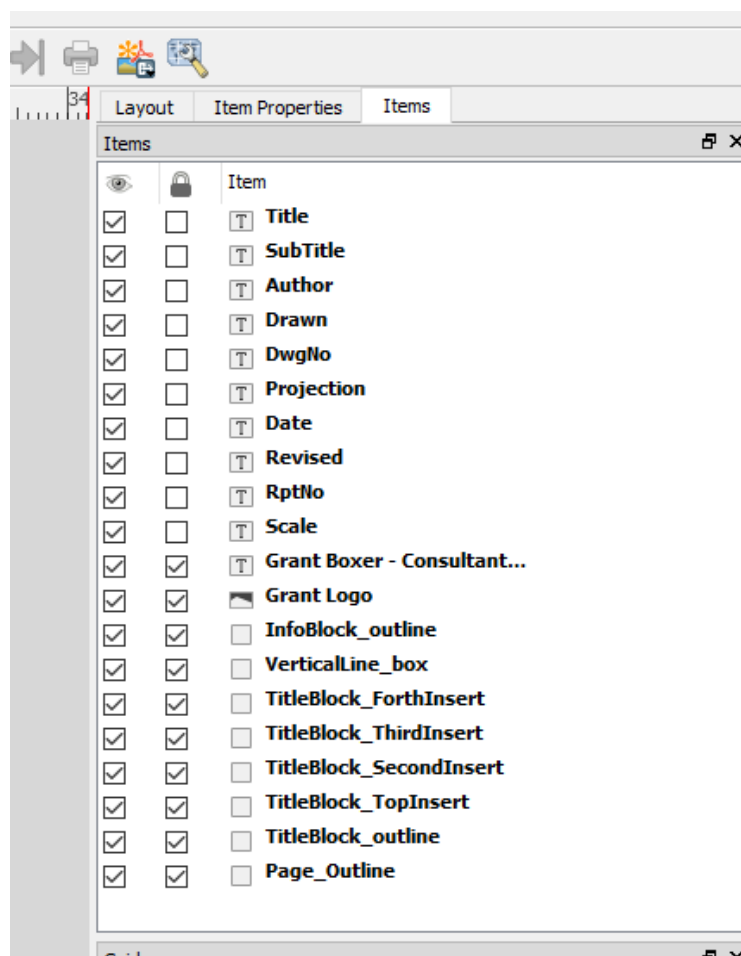 34
Layout Item Properties Items
Items
Item
T Title
T SubTitle
T Author
T Drawn
T DwgNo
T Projection
T Date
T Revised
T RptNo
T Scale
T Grant Boxer - Consultant...
Grant Logo
InfoBlock_outline
VerticalLine_box
TitleBlock_ForthInsert
TitleBlock_ThirdInsert
TitleBlock_SecondInsert
TitleBlock_TopInsert
TitleBlock_outline
Page_Outline